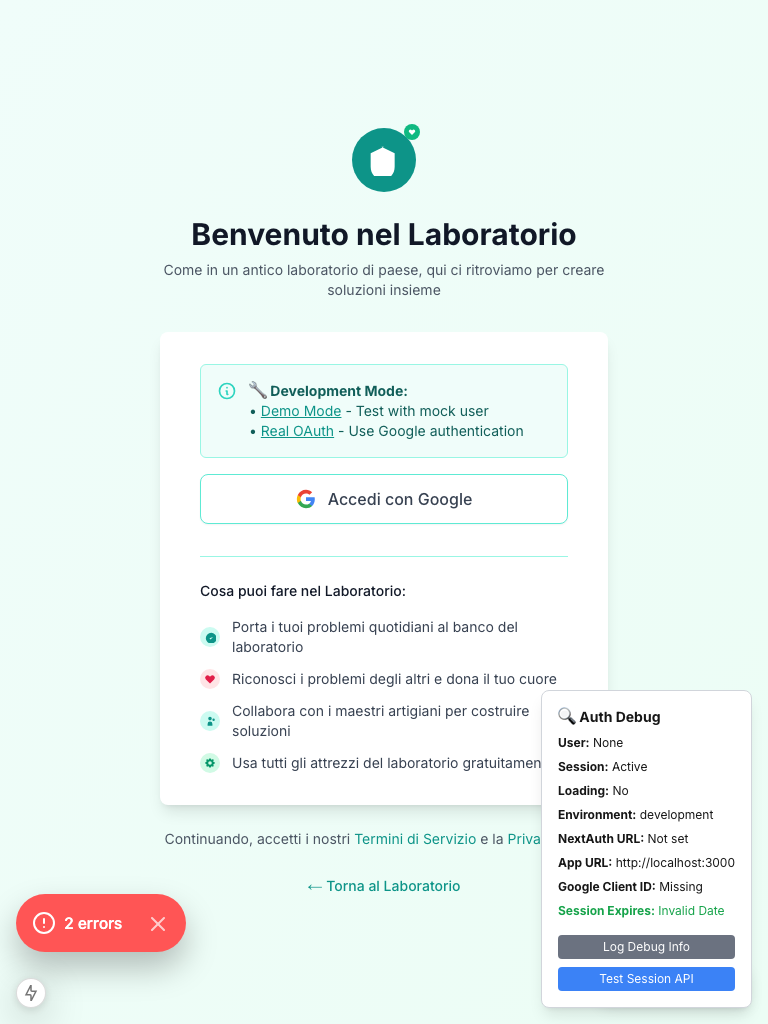 Benvenuto nel Laboratorio
Come in un antico laboratorio di paese, qui ci ritroviamo per creare
soluzioni insieme
🔧 Development Mode:
• Demo Mode - Test with mock user
• Real OAuth - Use Google authentication
Accedi con Google
Cosa puoi fare nel Laboratorio:
Porta i tuoi problemi quotidiani al banco del
laboratorio
Riconosci i problemi degli altri e dona il tuo cuore
Collabora con i maestri artigiani per costruire
soluzioni
Usa tutti gli attrezzi del laboratorio gratuitamen
Continuando, accetti i nostri Termini di Servizio e la Priva
← Torna al Laboratorio
🔍 Auth Debug
User: None
Session: Active
Loading: No
Environment: development
NextAuth URL: Not set
App URL: http://localhost:3000
Google Client ID: Missing
Session Expires: Invalid Date
Log Debug Info
Test Session API
2 errors